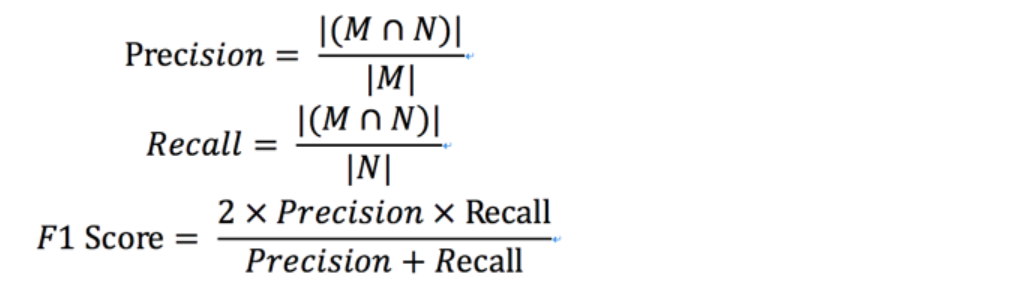 Precision = |(M ∩ N)| / |M|
Recall = |(M ∩ N)| / |N|
F1 Score = 2 × Precision × Recall / Precision + Recall